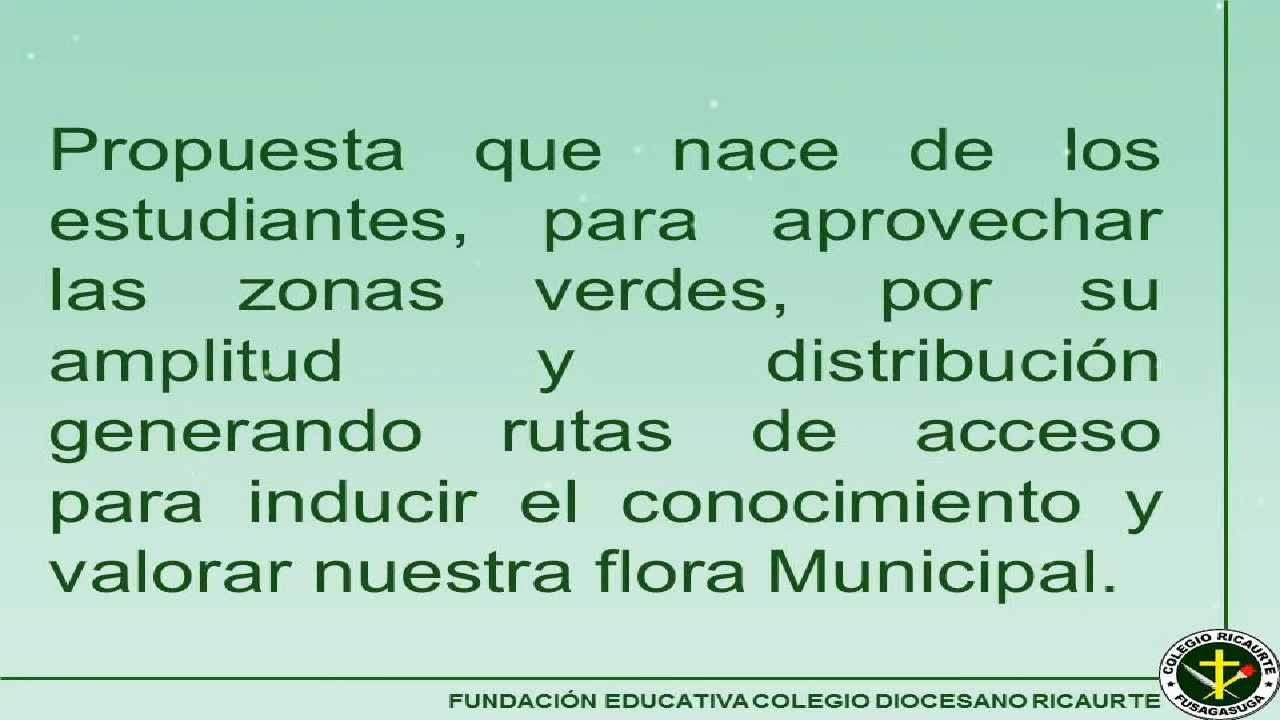 Propuesta que nace de los
estudiantes, para aprovechar
las zonas verdes, por su
amplitud y distribución
generando rutas de acceso
para inducir el conocimiento y
valorar nuestra flora Municipal.
FUNDACIÓN EDUCATIVA COLEGIO DIOCESANO RICAURTE
COLEGIO RICAURTE
FUSAGASUGA